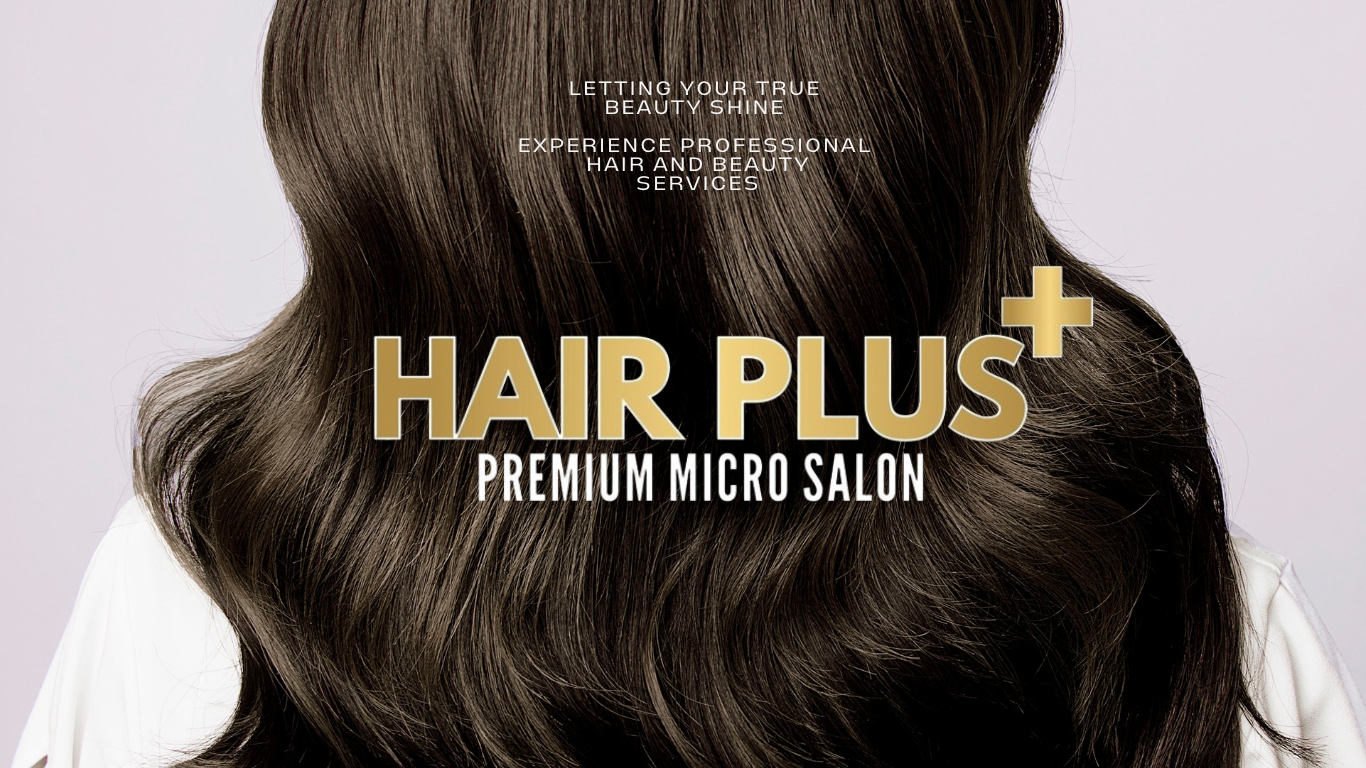 LETTING YOUR TRUE
BEAUTY SHINE
EXPERIENCE PROFESSIONAL
HAIR AND BEAUTY
SERVICES
HAIR PLUS+
PREMIUM MICRO SALON